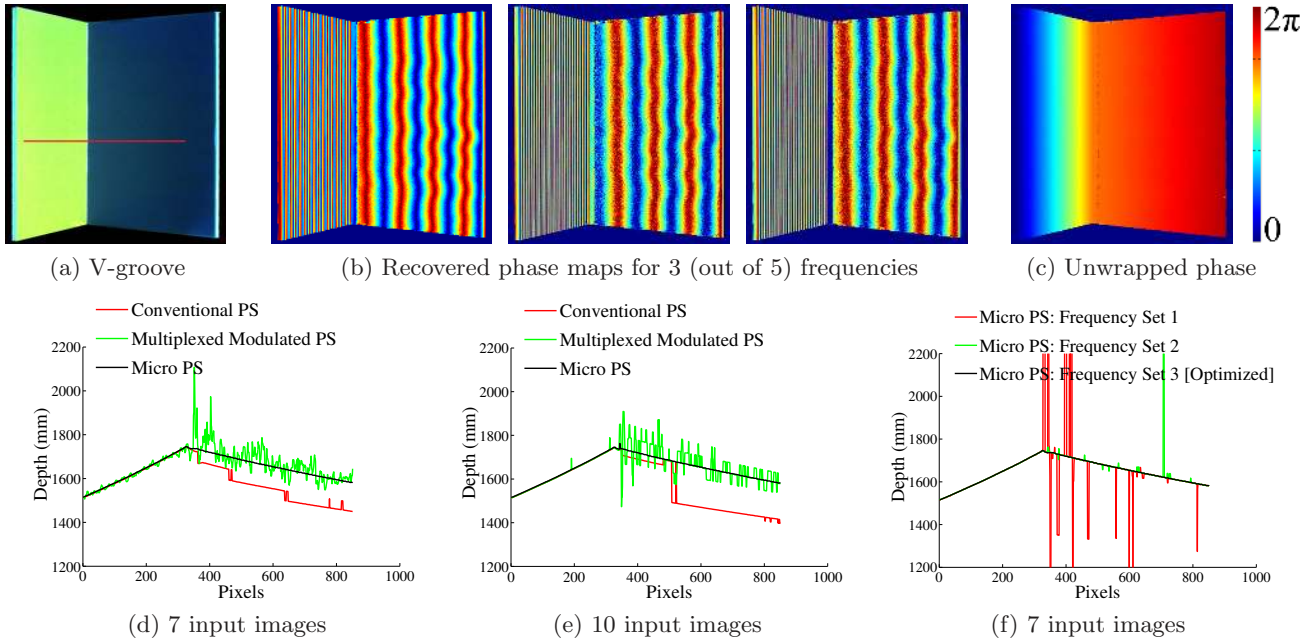 2π
0
(a) V-groove
(b) Recovered phase maps for 3 (out of 5) frequencies
(c) Unwrapped phase
Conventional PS
Multiplexed Modulated PS
Micro PS
2200
2000
1800
1600
1400
1200
Depth (mm)
0 200 400 600 800 1000
Pixels
(d) 7 input images
Conventional PS
Multiplexed Modulated PS
Micro PS
2200
2000
1800
1600
1400
1200
Depth (mm)
0 200 400 600 800 1000
Pixels
(e) 10 input images
Micro PS: Frequency Set 1
Micro PS: Frequency Set 2
Micro PS: Frequency Set 3 [Optimized]
2200
2000
1800
1600
1400
1200
Depth (mm)
0 200 400 600 800 1000
Pixels
(f) 7 input images